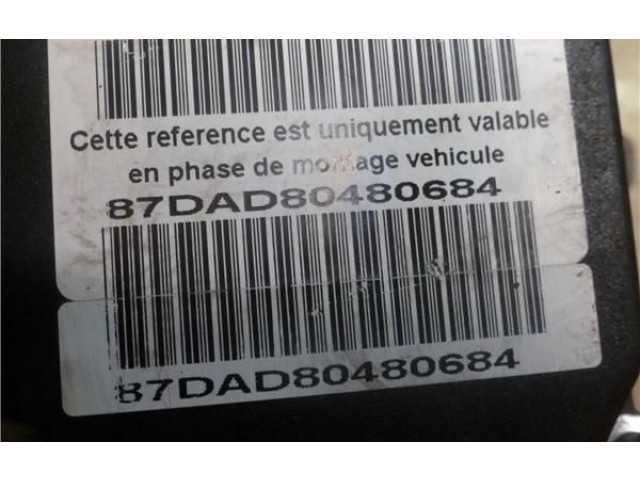 Cette reference est uniquement valable
en phase de montage vehicule
87DAD80480684
87DAD80480684